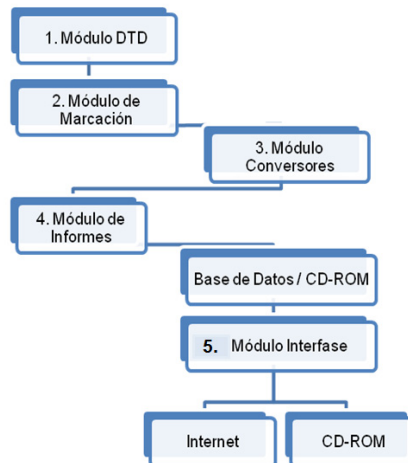 1. Módulo DTD
2. Módulo de
Marcación
3. Módulo
Conversores
4. Módulo de
Informes
Base de Datos / CD-ROM
5. Módulo Interfase
Internet
CD-ROM